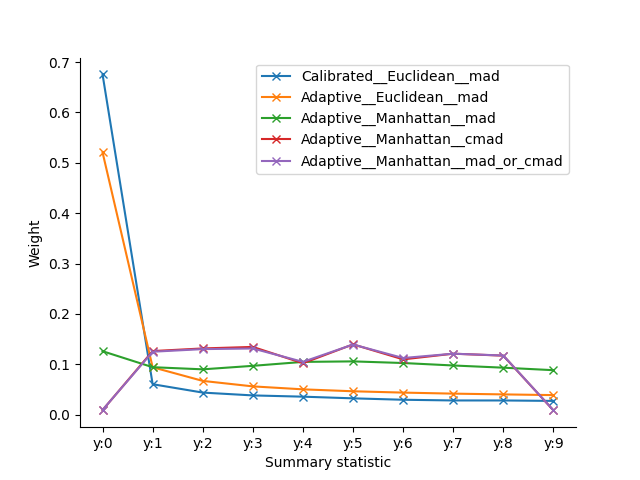 0.7
0.6
0.5
0.4
0.3
0.2
0.1
0.0
Weight
Calibrated__Euclidean__mad
Adaptive__Euclidean__mad
Adaptive__Manhattan__mad
Adaptive__Manhattan__cmad
Adaptive__Manhattan__mad_or_cmad
y:0 y:1 y:2 y:3 y:4 y:5 y:6 y:7 y:8 y:9
Summary statistic